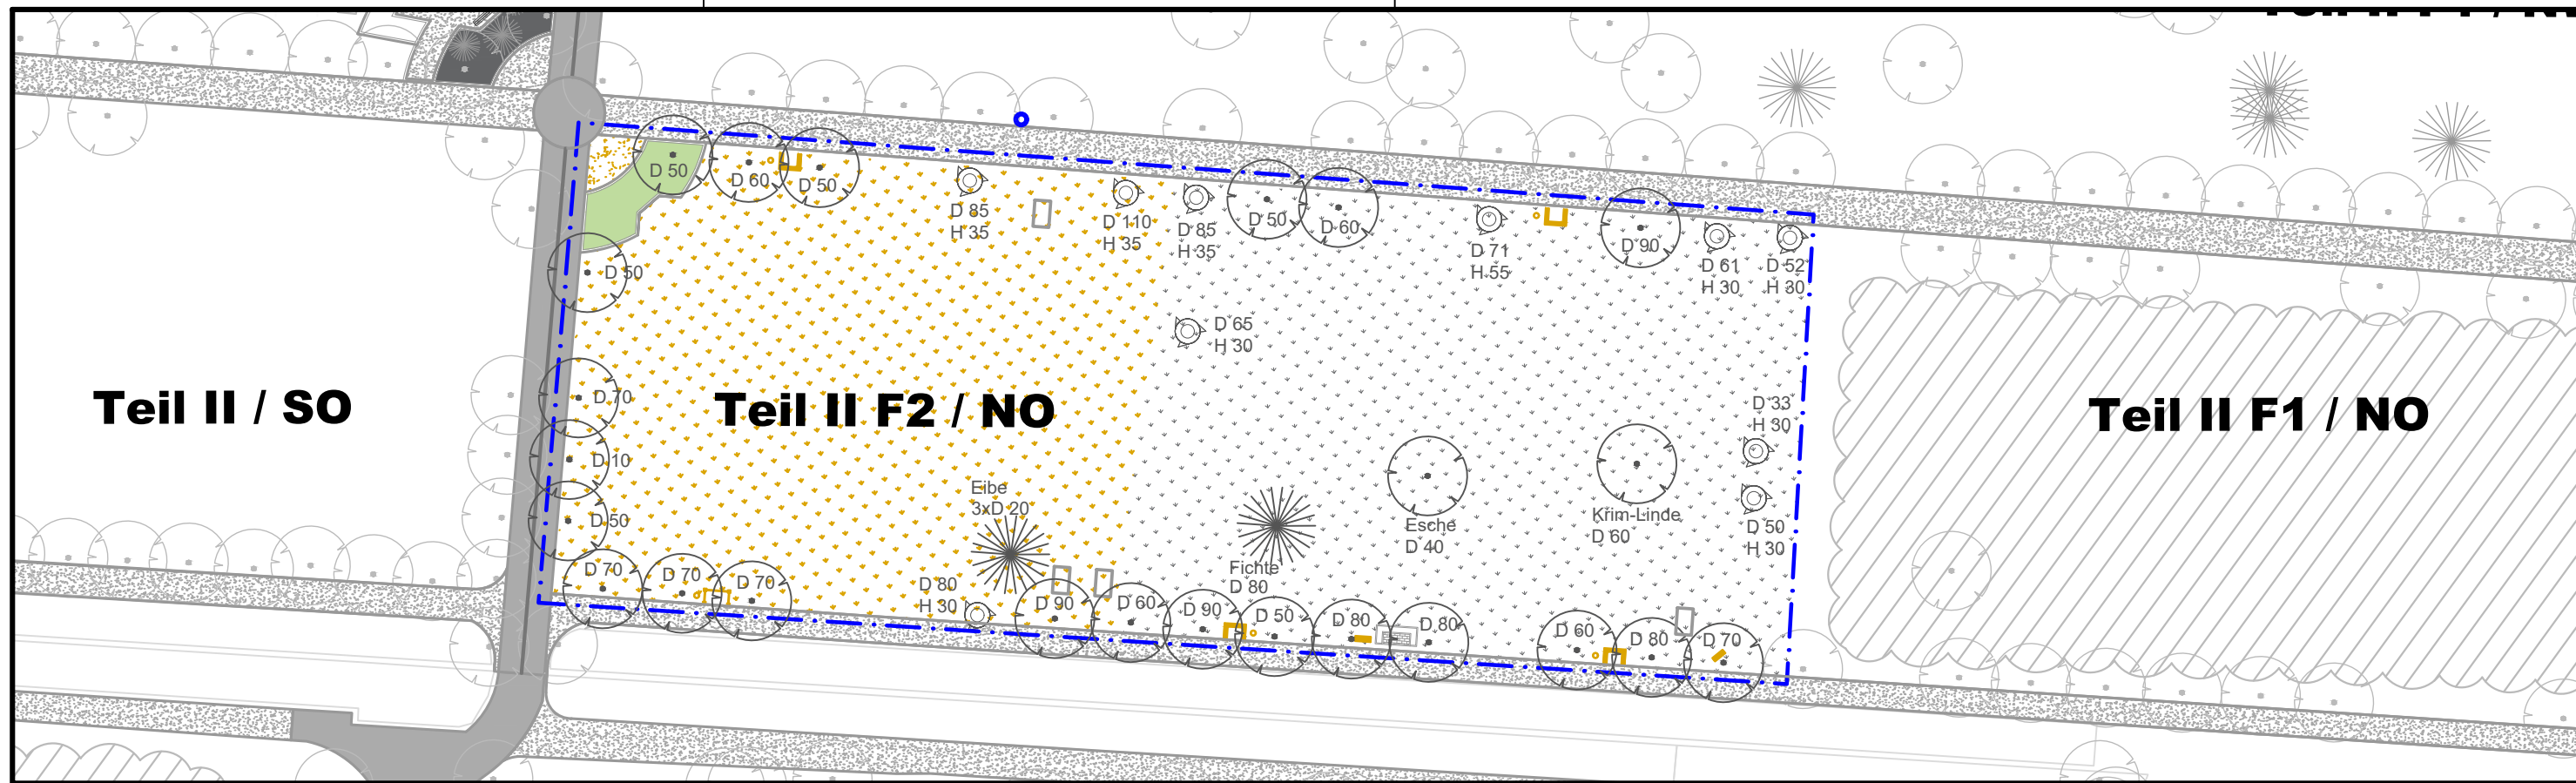 D 50
D 60
D 50
D 85
H 35
D 110
H 35
D 85
H 35
D 50
D 60
D 71
H 55
D 90
D 61
H 30
D 52
H 30
D 50
D 65
H 30
Teil II / SO
D 70
Teil II F2 / NO
D 33
H 30
Teil II F1 / NO
D 10
Eibe
3xD 20
D 50
Esche
D 40
Krim-Linde
D 60
D 50
H 30
Fichte
D 80
D 70
D 70
D 70
D 80
H 30
D 90
D 60
D 90
D 50
D 80
D 80
D 60
D 80
D 70